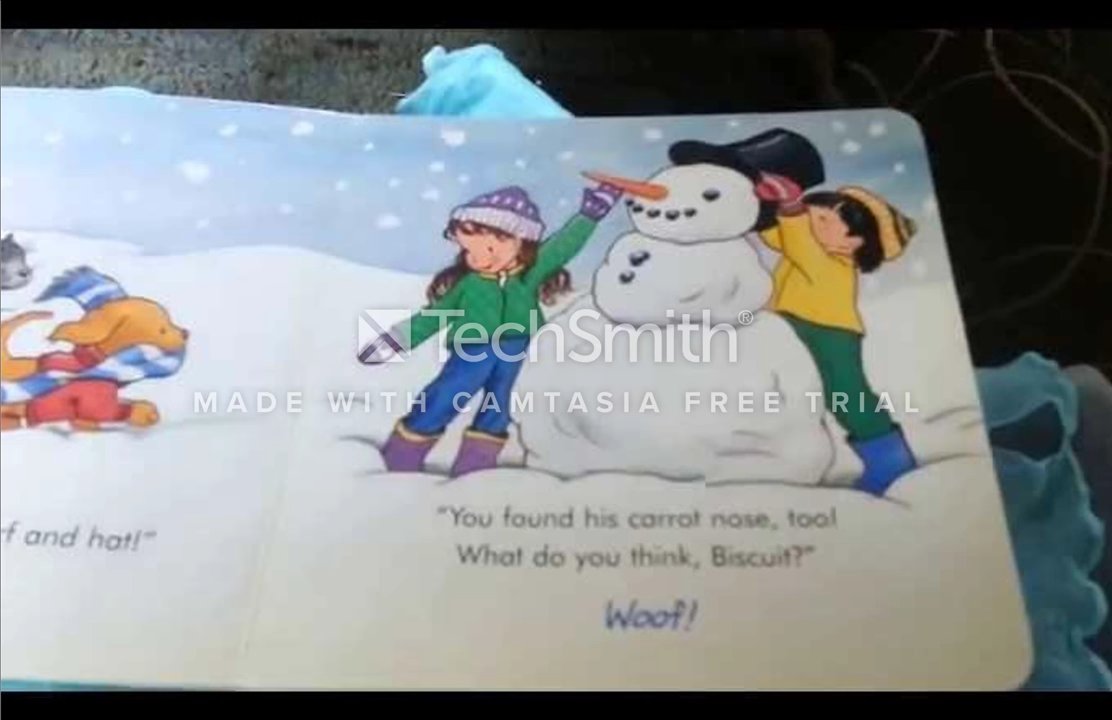 TechSmith®
MADE WITH CAMTASIA FREE TRIAL
f and hat!"
"You found his carrot nose, too!
What do you think, Biscuit?"
Woof!